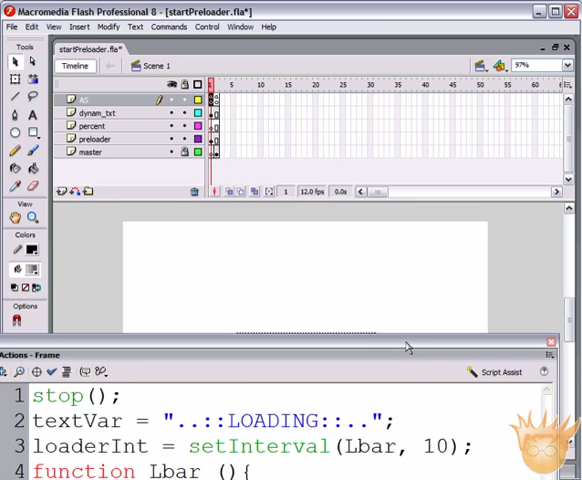 Macromedia Flash Professional 8 - [startPreloader.fla*]
File Edit View Insert Modify Text Commands Control Window Help
Tools
startPreloader.fla*
Timeline
Scene 1
97%
1 5 10 15 20 25 30 35 40 45 50 55 60 6
AS
dynam_txt
percent
preloader
master
1 12.0 fps 0.0s
View
Colors
Options
Actions - Frame
Script Assist
1 stop();
2 textVar = "..::LOADING::..";
3 loaderInt = setInterval(Lbar, 10);
4 function Lbar (){